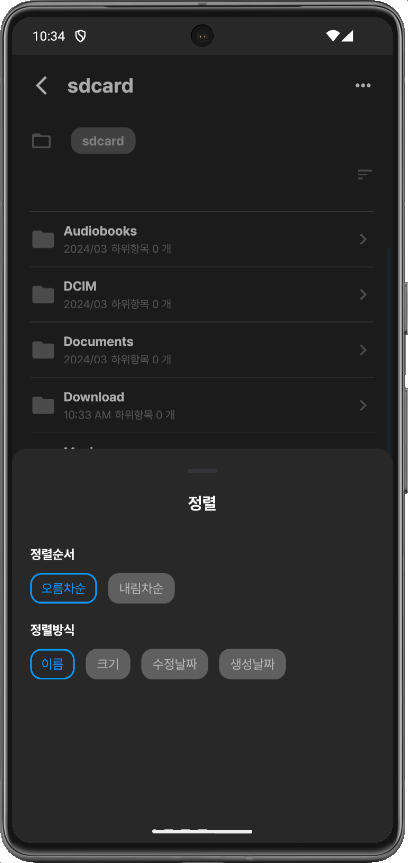 10:34
sdcard
sdcard
Audiobooks
2024/03 하위항목 0 개
DCIM
2024/03 하위항목 0 개
Documents
2024/03 하위항목 0 개
Download
10:33 AM 하위항목 0 개
정렬
정렬순서
오름차순 내림차순
정렬방식
이름 크기 수정날짜 생성날짜